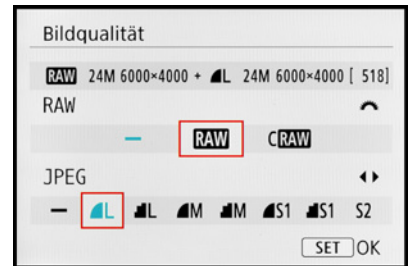 Bildqualität
RAW 24M 6000×4000 + L 24M 6000×4000 [ 518]
RAW
— RAW CRAW
JPEG
— L L M M S1 S1 S2
SET OK